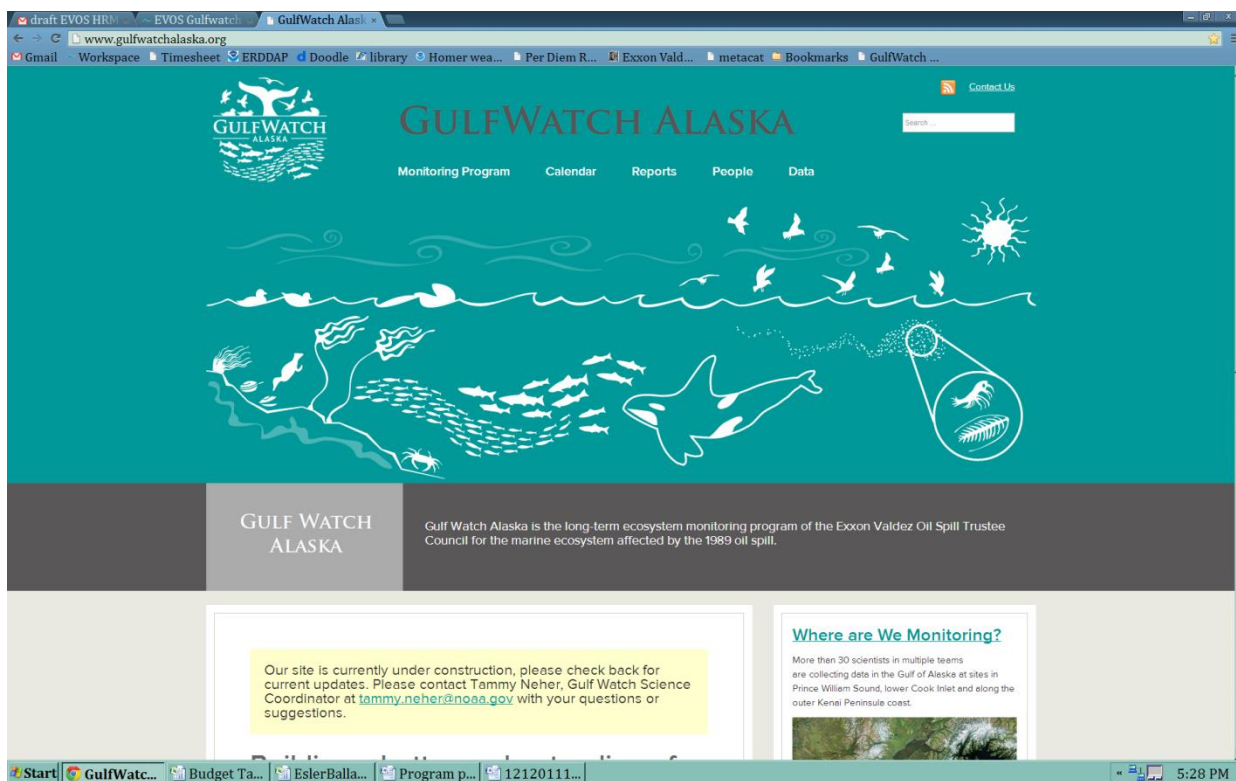 draft EVOS HRM
EVOS Gulfwatch
GulfWatch Alask ×
www.gulfwatchalaska.org
Gmail Workspace Timesheet ERDDAP Doodle library Homer wea... Per Diem R... Exxon Vald... metacat Bookmarks GulfWatch ...
Contact Us
GULFWATCH
ALASKA
GULFWATCH ALASKA
Search ...
Monitoring Program Calendar Reports People Data
GULF WATCH
ALASKA
Gulf Watch Alaska is the long-term ecosystem monitoring program of the Exxon Valdez Oil Spill Trustee
Council for the marine ecosystem affected by the 1989 oil spill.
Our site is currently under construction, please check back for
current updates. Please contact Tammy Neher, Gulf Watch Science
Coordinator at tammy.neher@noaa.gov with your questions or
suggestions.
Where are We Monitoring?
More than 30 scientists in multiple teams
are collecting data in the Gulf of Alaska at sites in
Prince William Sound, lower Cook Inlet and along the
outer Kenai Peninsula coast.
Start GulfWatc... Budget Ta... EslerBalla... Program p... 12120111... 5:28 PM